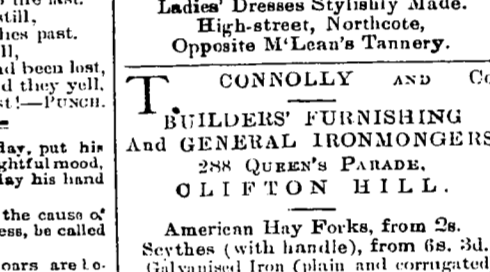 still,
past.
had been lost,
they yell.
—PUNCH.
put his
mood,
his hand
the cause of
be called
Ladies' Dresses Stylishly Made.
High-street, Northcote,
Opposite M'Lean's Tannery.
T. CONNOLLY AND Co
BUILDERS' FURNISHING
And GENERAL IRONMONGERS
288 QUEEN'S PARADE,
CLIFTON HILL.
American Hay Forks, from 2s.
Scythes (with handle), from 6s. 3d.
Galvanised Iron (plain and corrugated